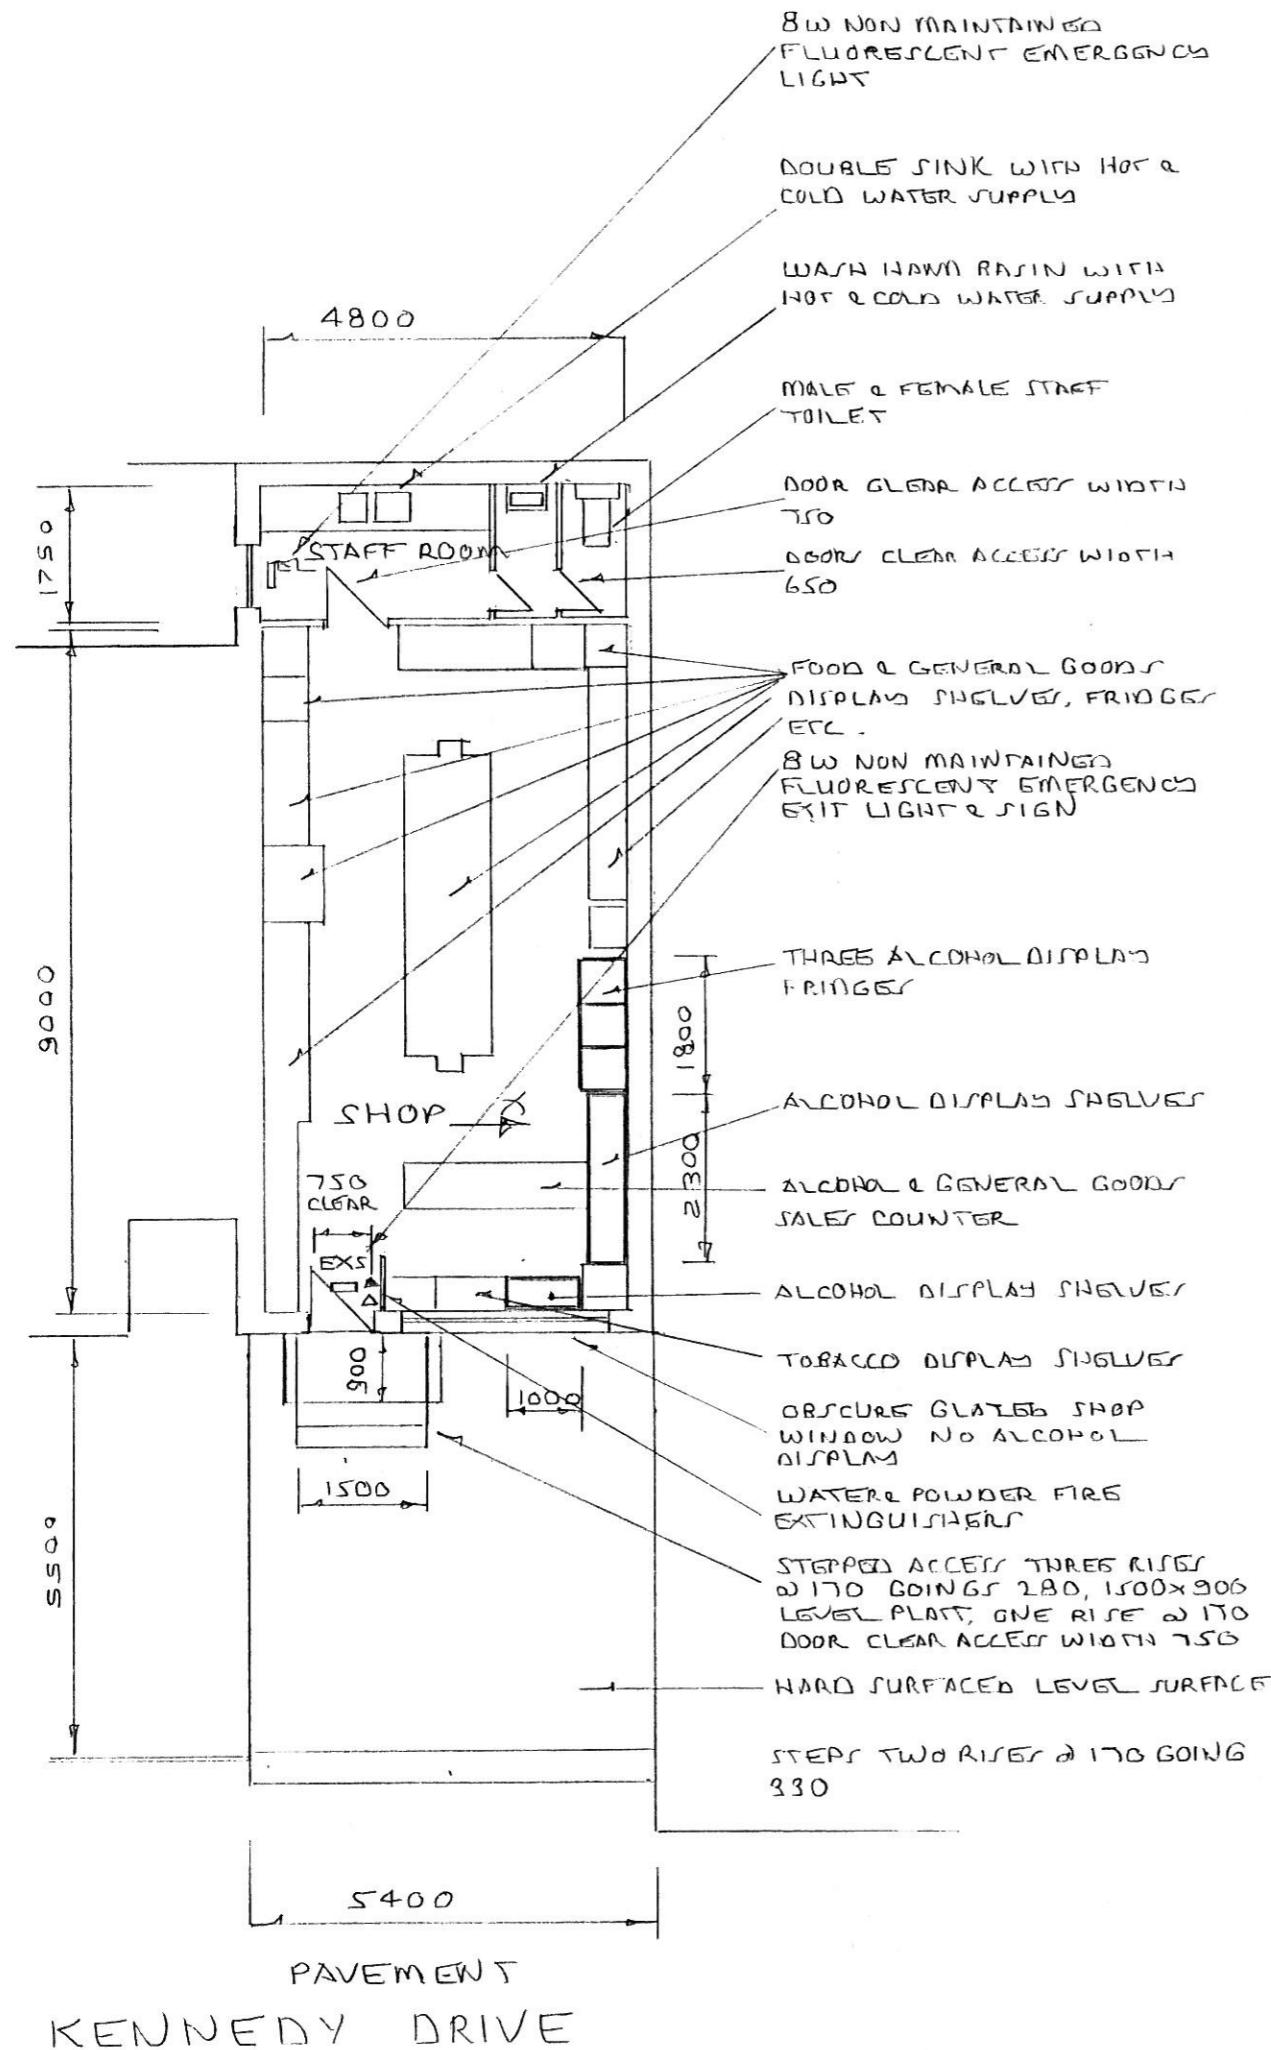 8W NON MAINTAINED
FLUORESCENT EMERGENCY
LIGHT
DOUBLE SINK WITH HOT &
COLD WATER SUPPLY
WASH HAND BASIN WITH
HOT & COLD WATER SUPPLY
4800
MALE & FEMALE STAFF
TOILET
DOOR CLEAR ACCESS WIDTH
750
1750
STAFF ROOM
DOORS CLEAR ACCESS WIDTH
650
FOOD & GENERAL GOODS
DISPLAY SHELVES, FRIDGES
ETC.
8W NON MAINTAINED
FLUORESCENT EMERGENCY
EXIT LIGHT & SIGN
9000
THREE ALCOHOL DISPLAY
FRIDGES
1800
SHOP
ALCOHOL DISPLAY SHELVES
2300
750
CLEAR
ALCOHOL & GENERAL GOODS
SALES COUNTER
EXS
ALCOHOL DISPLAY SHELVES
TOBACCO DISPLAY SHELVES
900
1000
OBSCURE GLAZED SHOP
WINDOW NO ALCOHOL
DISPLAY
1500
WATER & POWDER FIRE
EXTINGUISHERS
5500
STEPPED ACCESS THREE RISES
@ 170 GOINGS 280, 1500x900
LEVEL PLATT, ONE RISE @ 170
DOOR CLEAR ACCESS WIDTH 750
HARD SURFACED LEVEL SURFACE
STEPS TWO RISES @ 170 GOING
330
5400
PAVEMENT
KENNEDY DRIVE